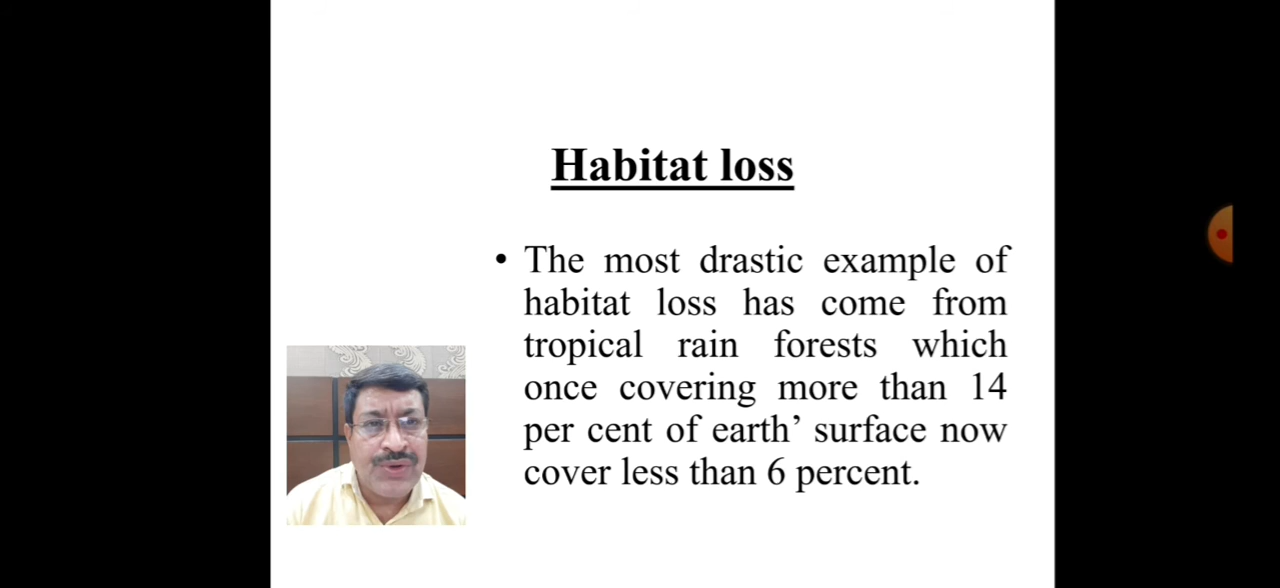 Habitat loss
• The most drastic example of
habitat loss has come from
tropical rain forests which
once covering more than 14
per cent of earth’ surface now
cover less than 6 percent.